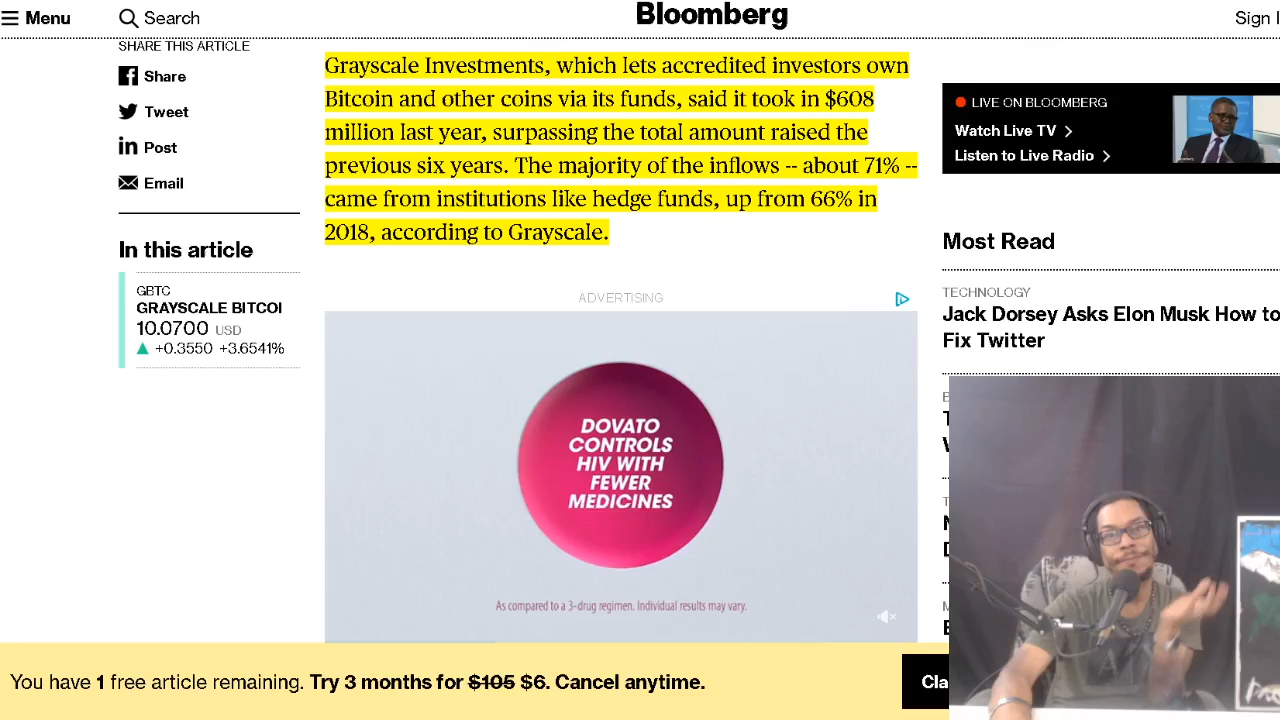 Menu
Search
Bloomberg
Sign I
SHARE THIS ARTICLE
Share
Tweet
Post
Email
In this article
GBTC
GRAYSCALE BITCOI
10.0700 USD
+0.3550 +3.6541%
Grayscale Investments, which lets accredited investors own
Bitcoin and other coins via its funds, said it took in $608
million last year, surpassing the total amount raised the
previous six years. The majority of the inflows -- about 71% --
came from institutions like hedge funds, up from 66% in
2018, according to Grayscale.
ADVERTISING
DOVATO
CONTROLS
HIV WITH
FEWER
MEDICINES
As compared to a 3-drug regimen. Individual results may vary.
LIVE ON BLOOMBERG
Watch Live TV
Listen to Live Radio
Most Read
TECHNOLOGY
Jack Dorsey Asks Elon Musk How to
Fix Twitter
You have 1 free article remaining. Try 3 months for $105 $6. Cancel anytime.
Cla